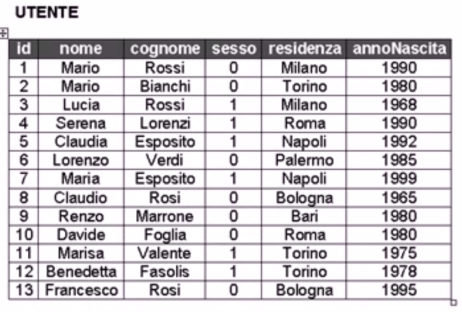 UTENTE
id nome cognome sesso residenza annoNascita
1 Mario Rossi 0 Milano 1990
2 Mario Bianchi 0 Torino 1980
3 Lucia Rossi 1 Milano 1968
4 Serena Lorenzi 1 Roma 1990
5 Claudia Esposito 1 Napoli 1992
6 Lorenzo Verdi 0 Palermo 1985
7 Maria Esposito 1 Napoli 1999
8 Claudio Rosi 0 Bologna 1965
9 Renzo Marrone 0 Bari 1980
10 Davide Foglia 0 Roma 1980
11 Marisa Valente 1 Torino 1975
12 Benedetta Fasolis 1 Torino 1978
13 Francesco Rosi 0 Bologna 1995